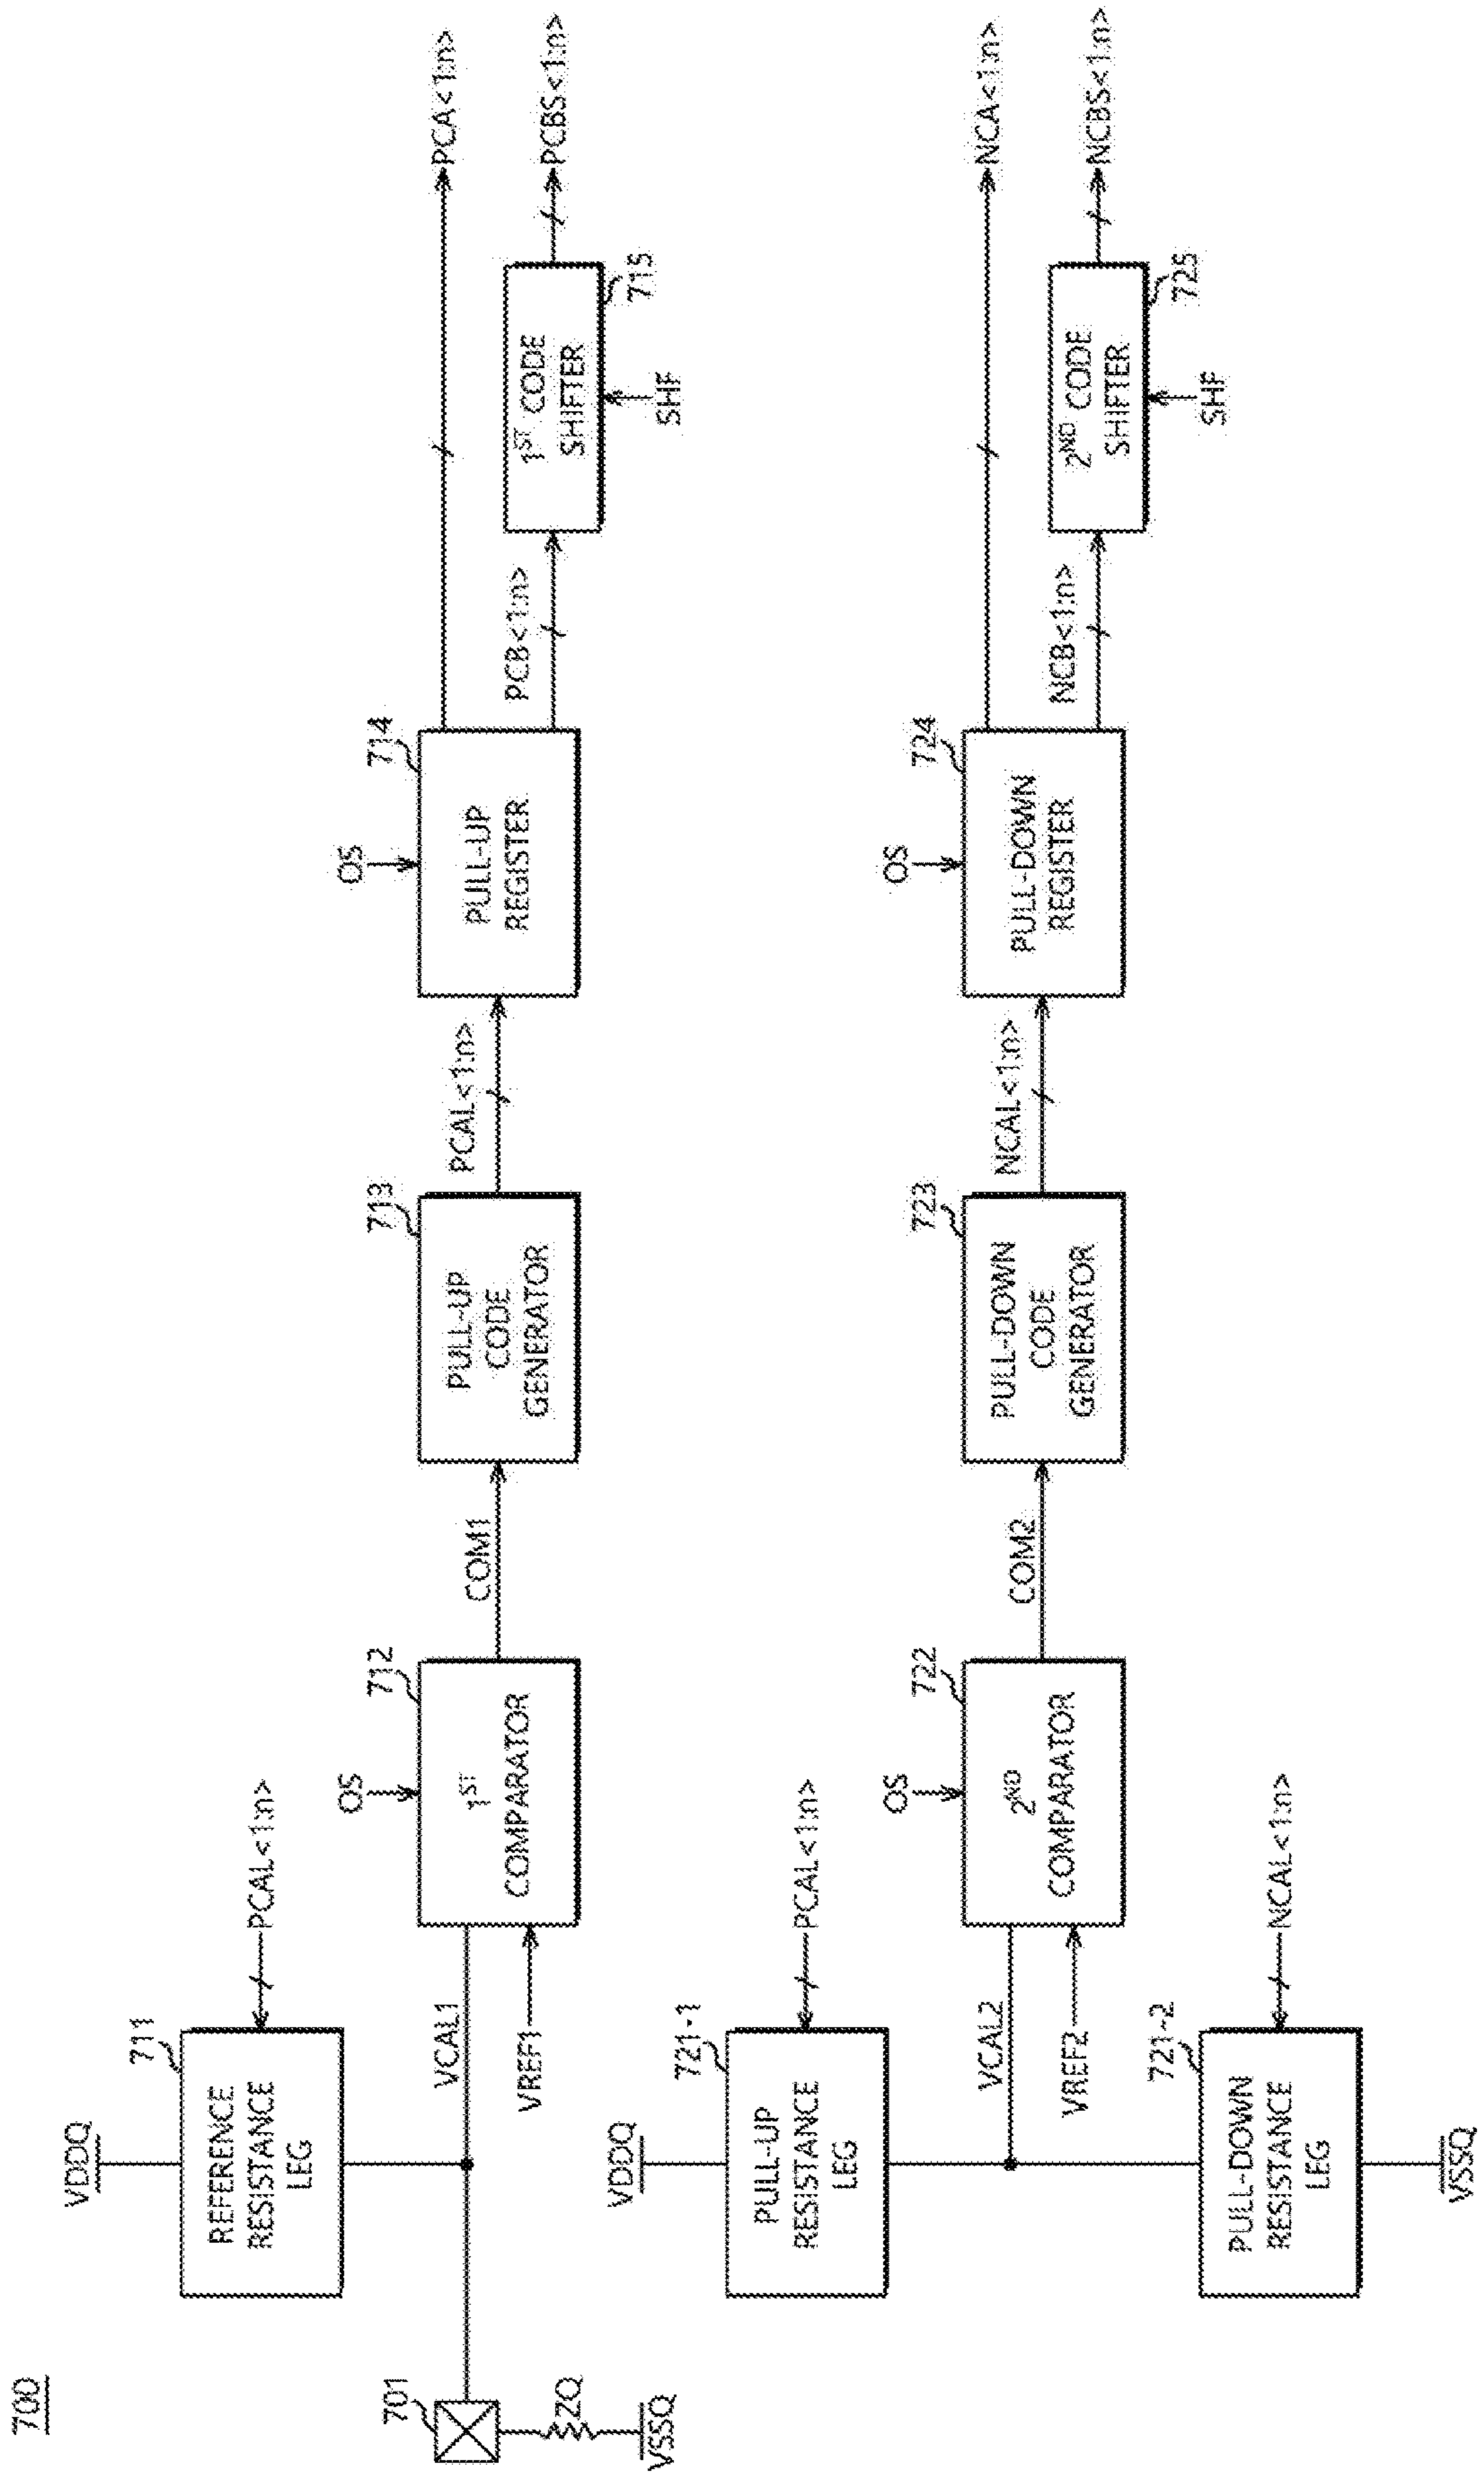 700
VDDQ
REFERENCE
RESISTANCE
LEG
711
PCAL<1:n>
701
ZQ
VSSQ
VCAL1
VREF1
OS
712
1ST
COMPARATOR
COM1
713
PULL-UP
CODE
GENERATOR
PCAL<1:n>
OS
714
PULL-UP
REGISTER
PCA<1:n>
PCB<1:n>
1ST CODE
SHIFTER
715
SHF
PCBS<1:n>
VDDQ
PULL-UP
RESISTANCE
LEG
721-1
PCAL<1:n>
VCAL2
VREF2
OS
722
2ND
COMPARATOR
COM2
723
PULL-DOWN
CODE
GENERATOR
NCAL<1:n>
OS
724
PULL-DOWN
REGISTER
NCA<1:n>
NCB<1:n>
2ND CODE
SHIFTER
725
SHF
NCBS<1:n>
721-2
PULL-DOWN
RESISTANCE
LEG
NCAL<1:n>
VSSQ